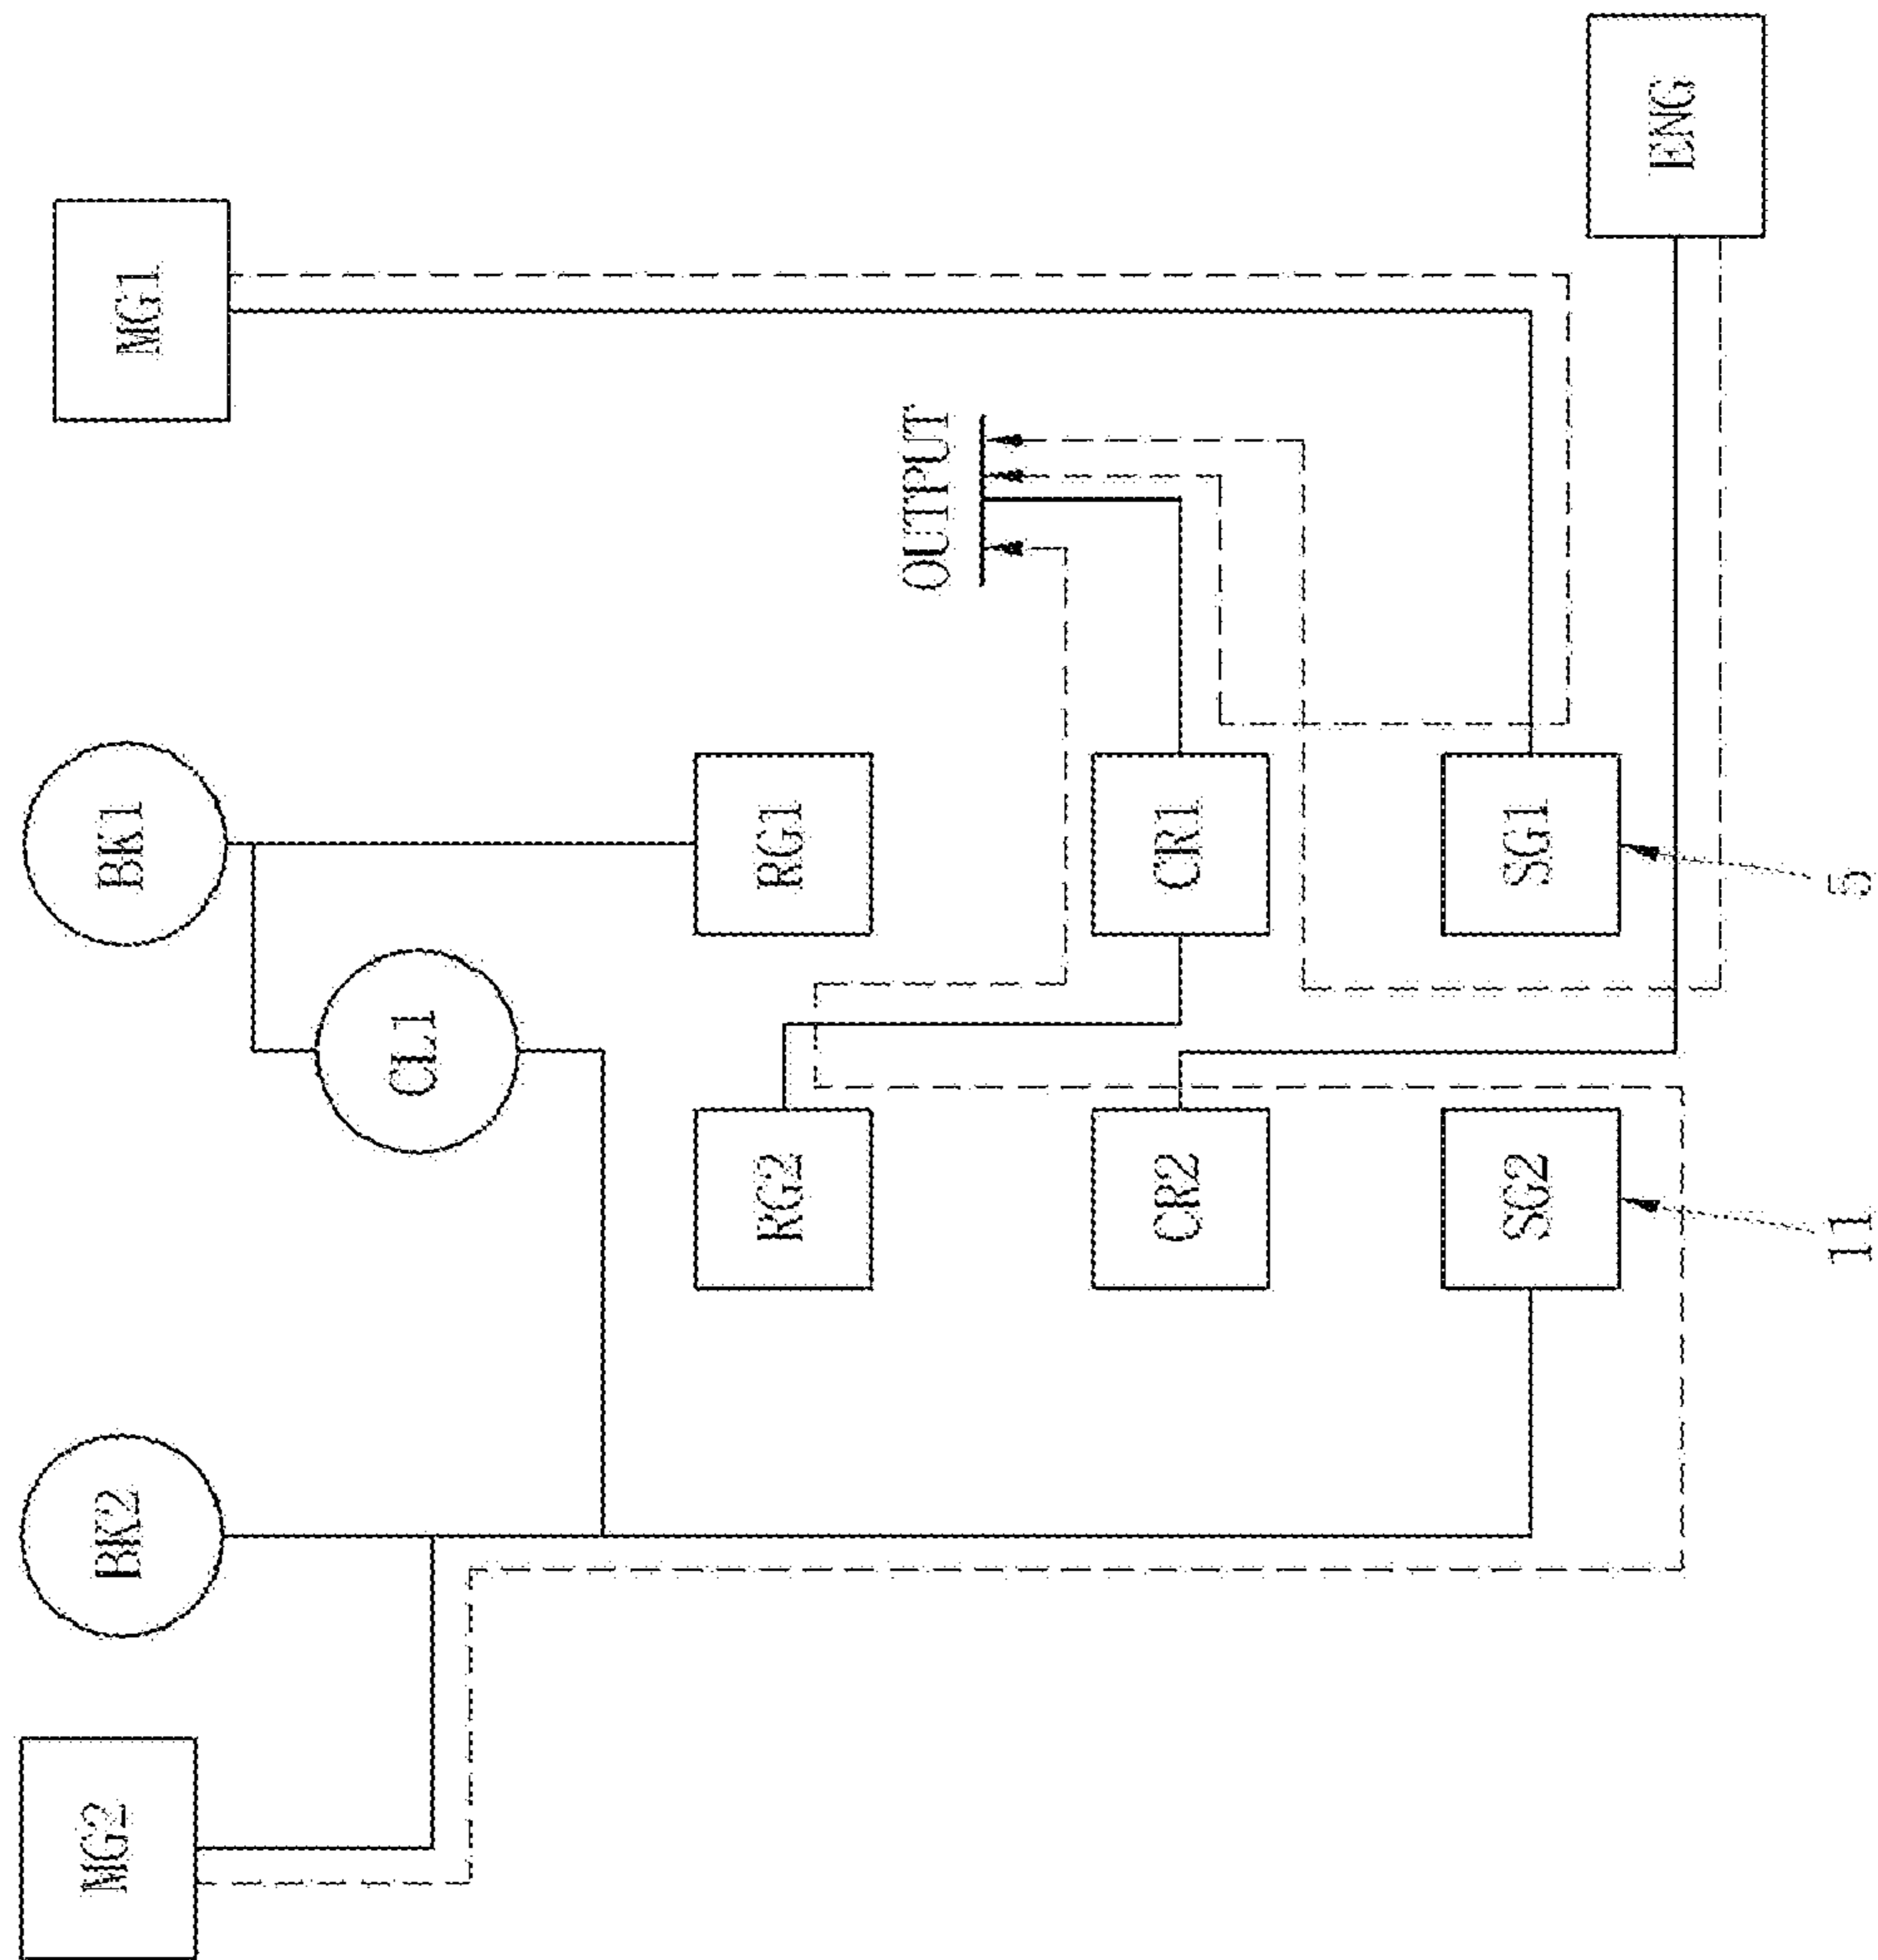 MG2
BK2
BK1
MG1
CL1
RG2
RG1
OUTPUT
CR2
CR1
SG2
SG1
ENG
11
5